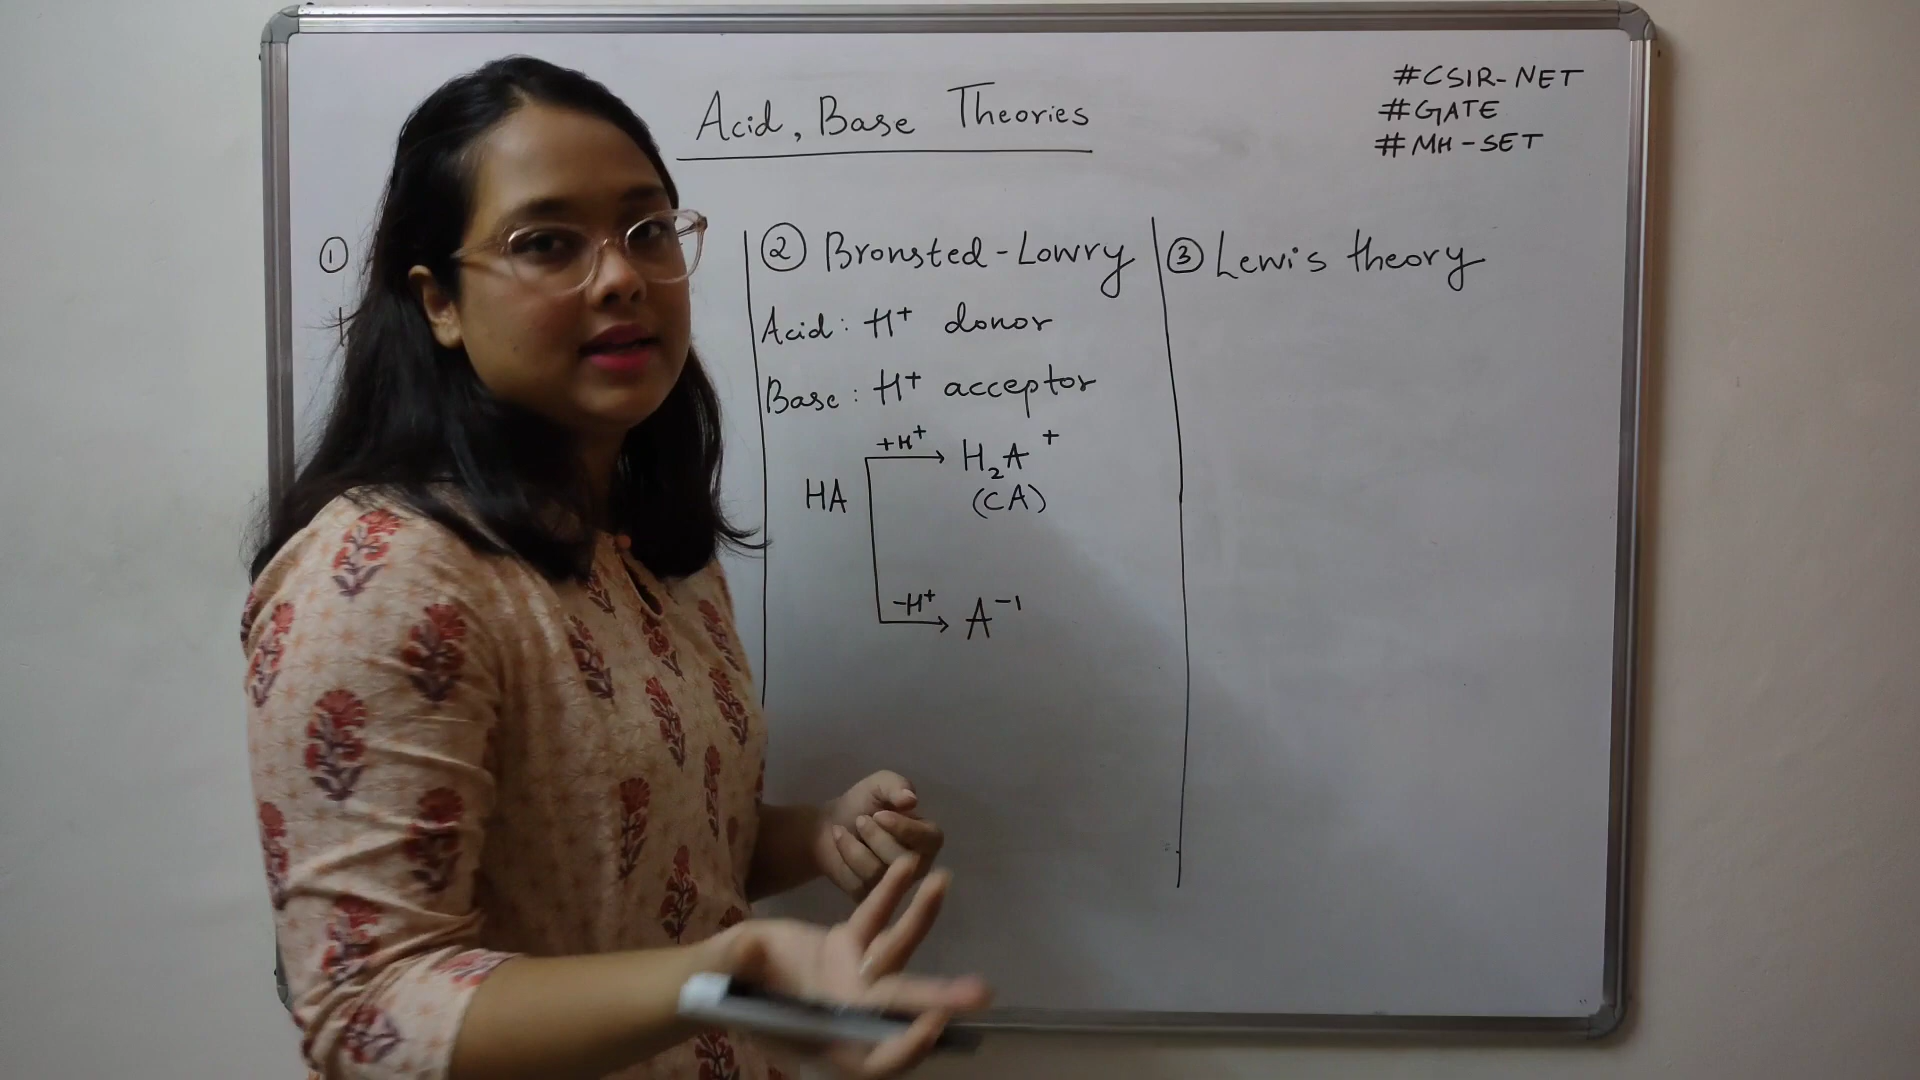 Acid, Base Theories
#CSIR-NET
#GATE
#MH-SET
①
② Bronsted-Lowry
Acid: H⁺ donor
Base: H⁺ acceptor
HA
+H⁺
H₂A⁺
(CA)
-H⁺
A⁻¹
③ Lewis theory